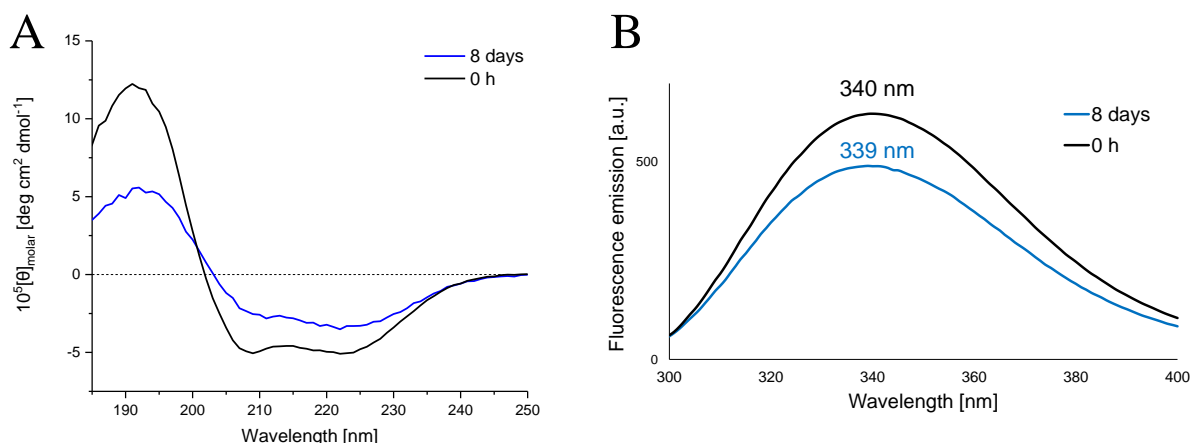 A
15
10
5
0
-5
190 200 210 220 230 240 250
Wavelength [nm]
10⁵[θ]molar [deg cm² dmol⁻¹]
8 days
0 h
B
340 nm
339 nm
8 days
0 h
Fluorescence emission [a.u.]
500
0
300 320 340 360 380 400
Wavelength [nm]